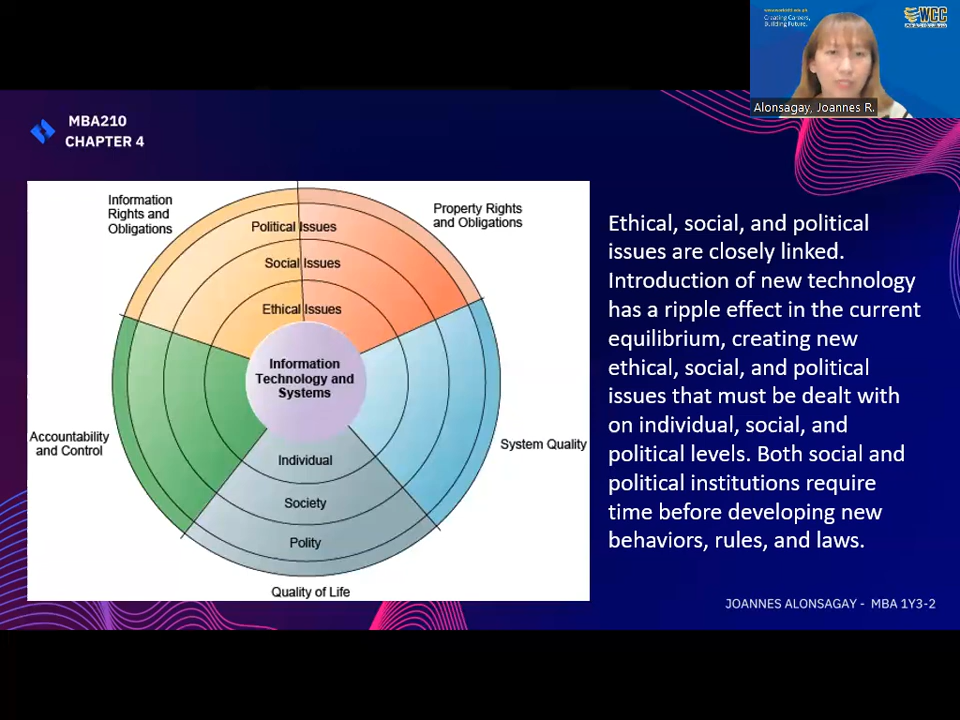 Creating Careers,
Building Future.
WCC
Alonsagay, Joannes R.
MBA210
CHAPTER 4
Information
Rights and
Obligations
Property Rights
and Obligations
Political Issues
Social Issues
Ethical Issues
Information
Technology and
Systems
Accountability
and Control
System Quality
Individual
Society
Polity
Quality of Life
Ethical, social, and political
issues are closely linked.
Introduction of new technology
has a ripple effect in the current
equilibrium, creating new
ethical, social, and political
issues that must be dealt with
on individual, social, and
political levels. Both social and
political institutions require
time before developing new
behaviors, rules, and laws.
JOANNES ALONSAGAY - MBA 1Y3-2